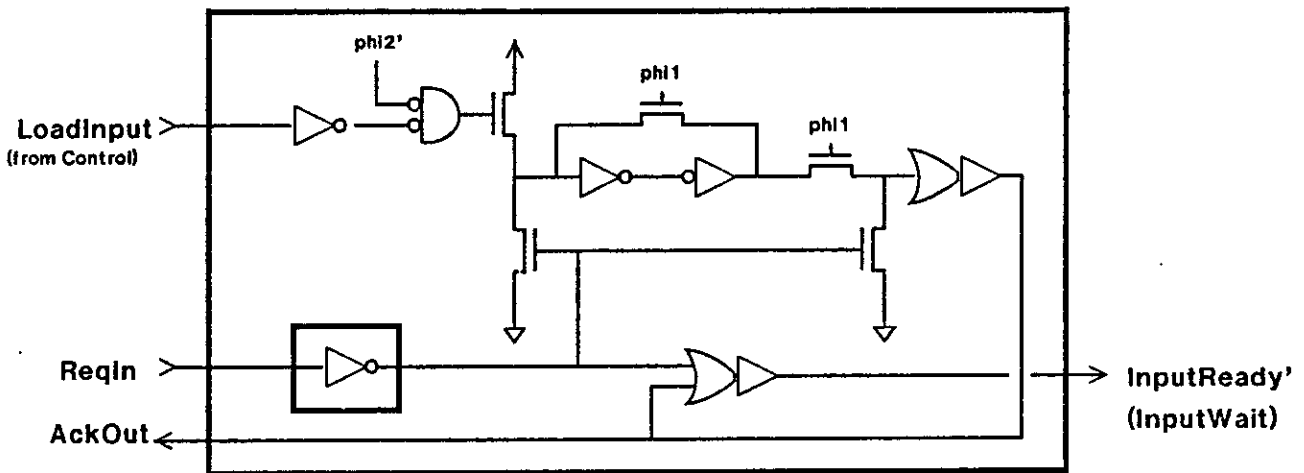 phi2'
phi1
phi1
LoadInput
(from Control)
ReqIn
AckOut
InputReady'
(InputWait)